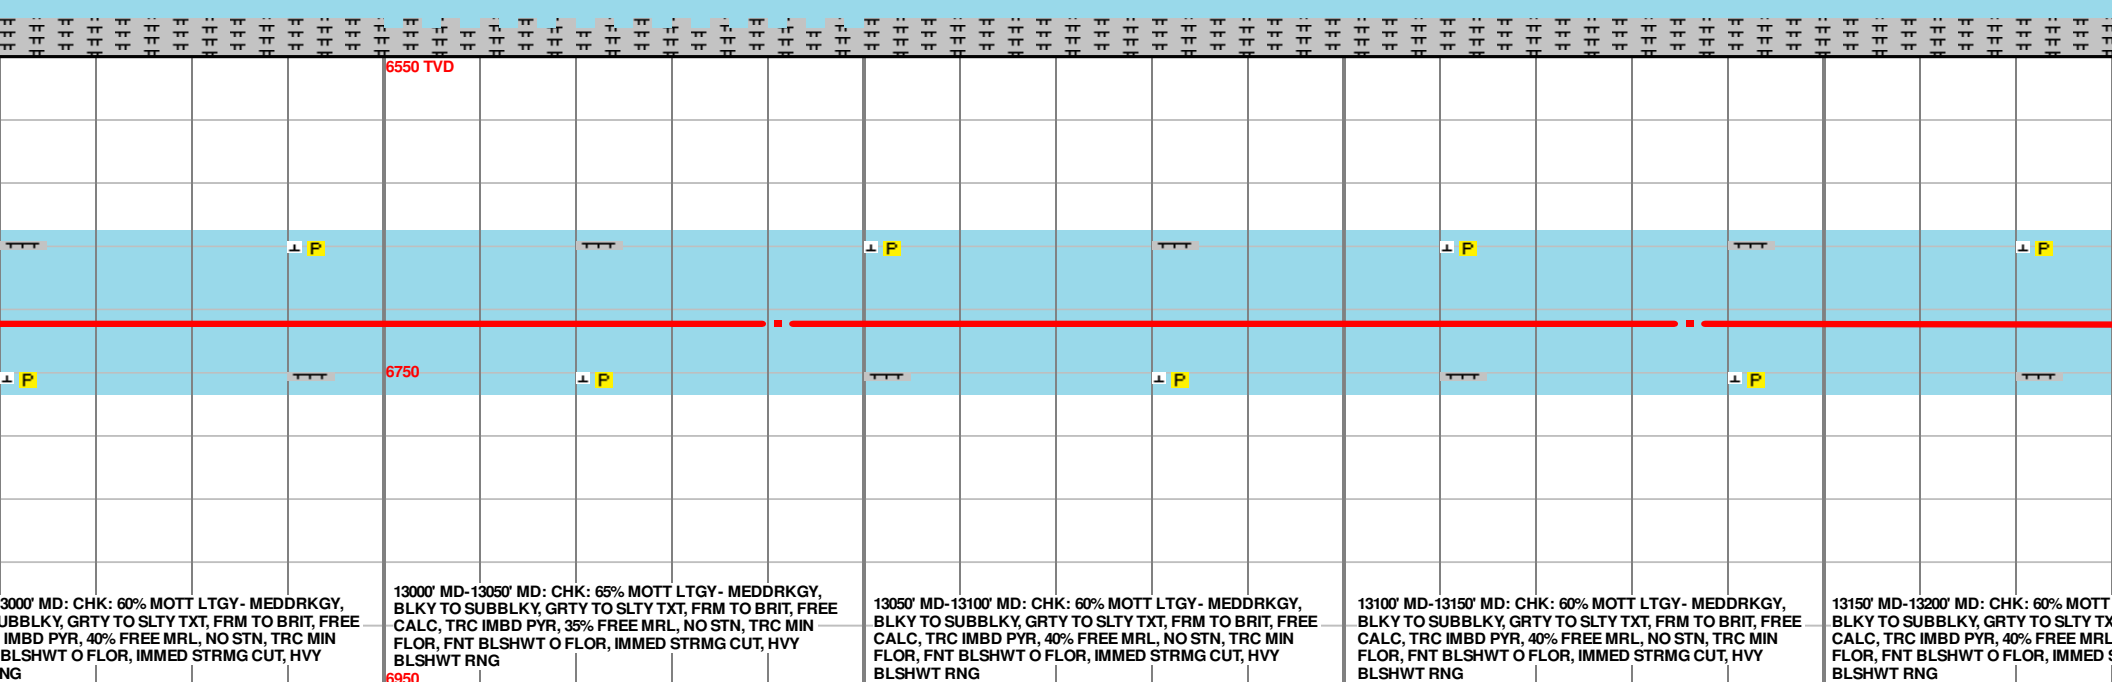 6550 TVD
P P P P
6750
P P P P
3000' MD: CHK: 60% MOTT LTGY - MEDDRKGY,
UBBLKY, GRTY TO SLTY TXT, FRM TO BRIT, FREE
IMBD PYR, 40% FREE MRL, NO STN, TRC MIN
BLSHWT O FLOR, IMMED STRMG CUT, HVY
NG
13000' MD-13050' MD: CHK: 65% MOTT LTGY - MEDDRKGY,
BLKY TO SUBBLKY, GRTY TO SLTY TXT, FRM TO BRIT, FREE
CALC, TRC IMBD PYR, 35% FREE MRL, NO STN, TRC MIN
FLOR, FNT BLSHWT O FLOR, IMMED STRMG CUT, HVY
BLSHWT RNG
6950
13050' MD-13100' MD: CHK: 60% MOTT LTGY - MEDDRKGY,
BLKY TO SUBBLKY, GRTY TO SLTY TXT, FRM TO BRIT, FREE
CALC, TRC IMBD PYR, 40% FREE MRL, NO STN, TRC MIN
FLOR, FNT BLSHWT O FLOR, IMMED STRMG CUT, HVY
BLSHWT RNG
13100' MD-13150' MD: CHK: 60% MOTT LTGY - MEDDRKGY,
BLKY TO SUBBLKY, GRTY TO SLTY TXT, FRM TO BRIT, FREE
CALC, TRC IMBD PYR, 40% FREE MRL, NO STN, TRC MIN
FLOR, FNT BLSHWT O FLOR, IMMED STRMG CUT, HVY
BLSHWT RNG
13150' MD-13200' MD: CHK: 60% MOTT
BLKY TO SUBBLKY, GRTY TO SLTY TX
CALC, TRC IMBD PYR, 40% FREE MRL
FLOR, FNT BLSHWT O FLOR, IMMED S
BLSHWT RNG